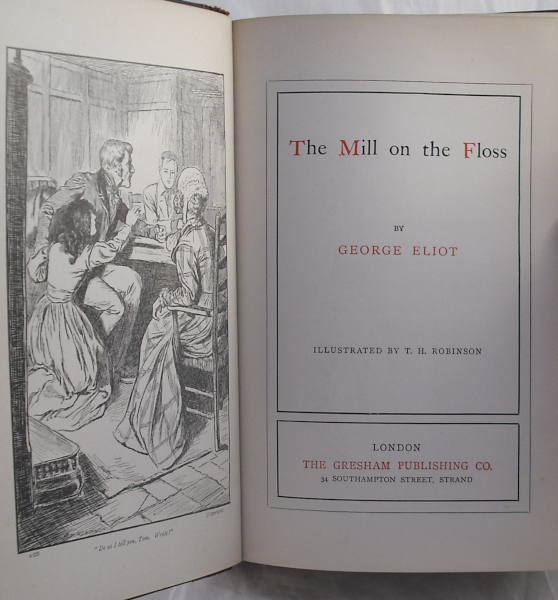 "Do as I tell you, Tom. Write!"
The Mill on the Floss
BY
GEORGE ELIOT
ILLUSTRATED BY T. H. ROBINSON
LONDON
THE GRESHAM PUBLISHING CO.
34 SOUTHAMPTON STREET, STRAND